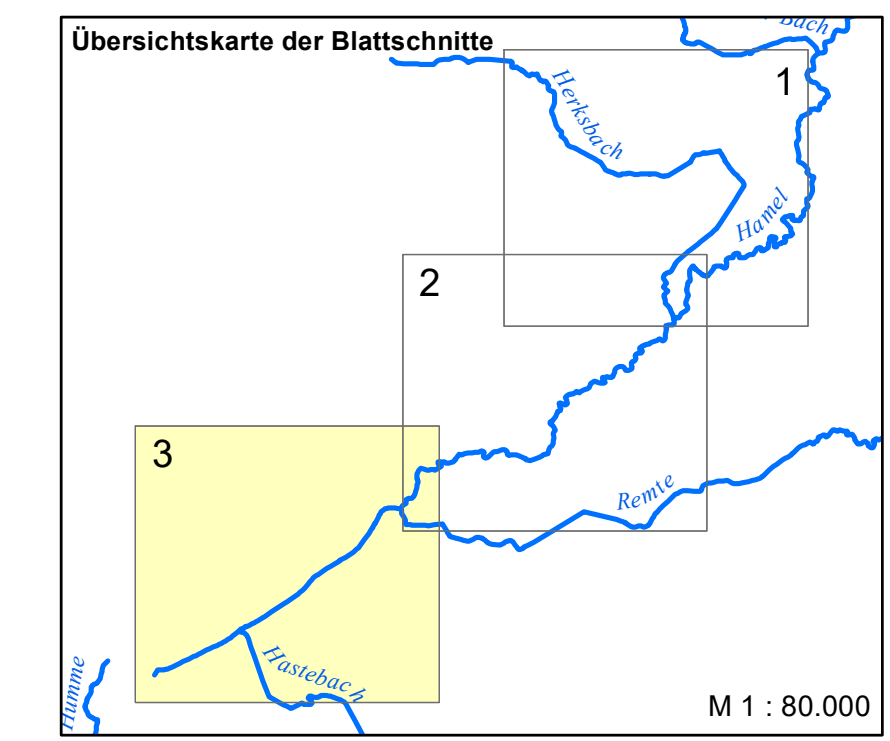 Übersichtskarte der Blattschnitte
Bach
1
Herksbach
Hamel
2
3
Remte
Hastebach
Humme
M 1 : 80.000